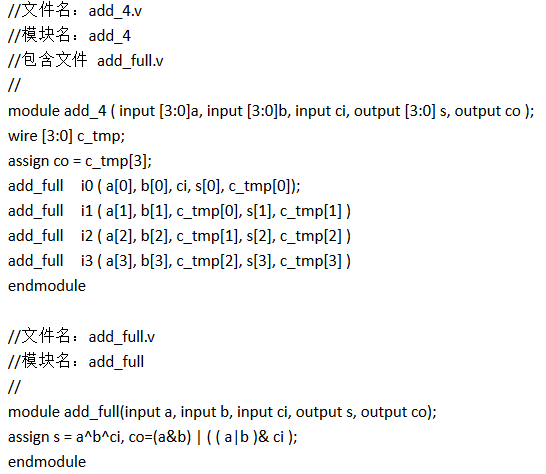 //文件名：add_4.v
//模块名：add_4
//包含文件  add_full.v
//
module add_4 ( input [3:0]a, input [3:0]b, input ci, output [3:0] s, output co );
wire [3:0] c_tmp;
assign co = c_tmp[3];
add_full    i0 ( a[0], b[0], ci, s[0], c_tmp[0]);
add_full    i1 ( a[1], b[1], c_tmp[0], s[1], c_tmp[1] )
add_full    i2 ( a[2], b[2], c_tmp[1], s[2], c_tmp[2] )
add_full    i3 ( a[3], b[3], c_tmp[2], s[3], c_tmp[3] )
endmodule

//文件名：add_full.v
//模块名：add_full
//
module add_full(input a, input b, input ci, output s, output co);
assign s = a^b^ci, co=(a&b) | ( ( a|b )& ci );
endmodule